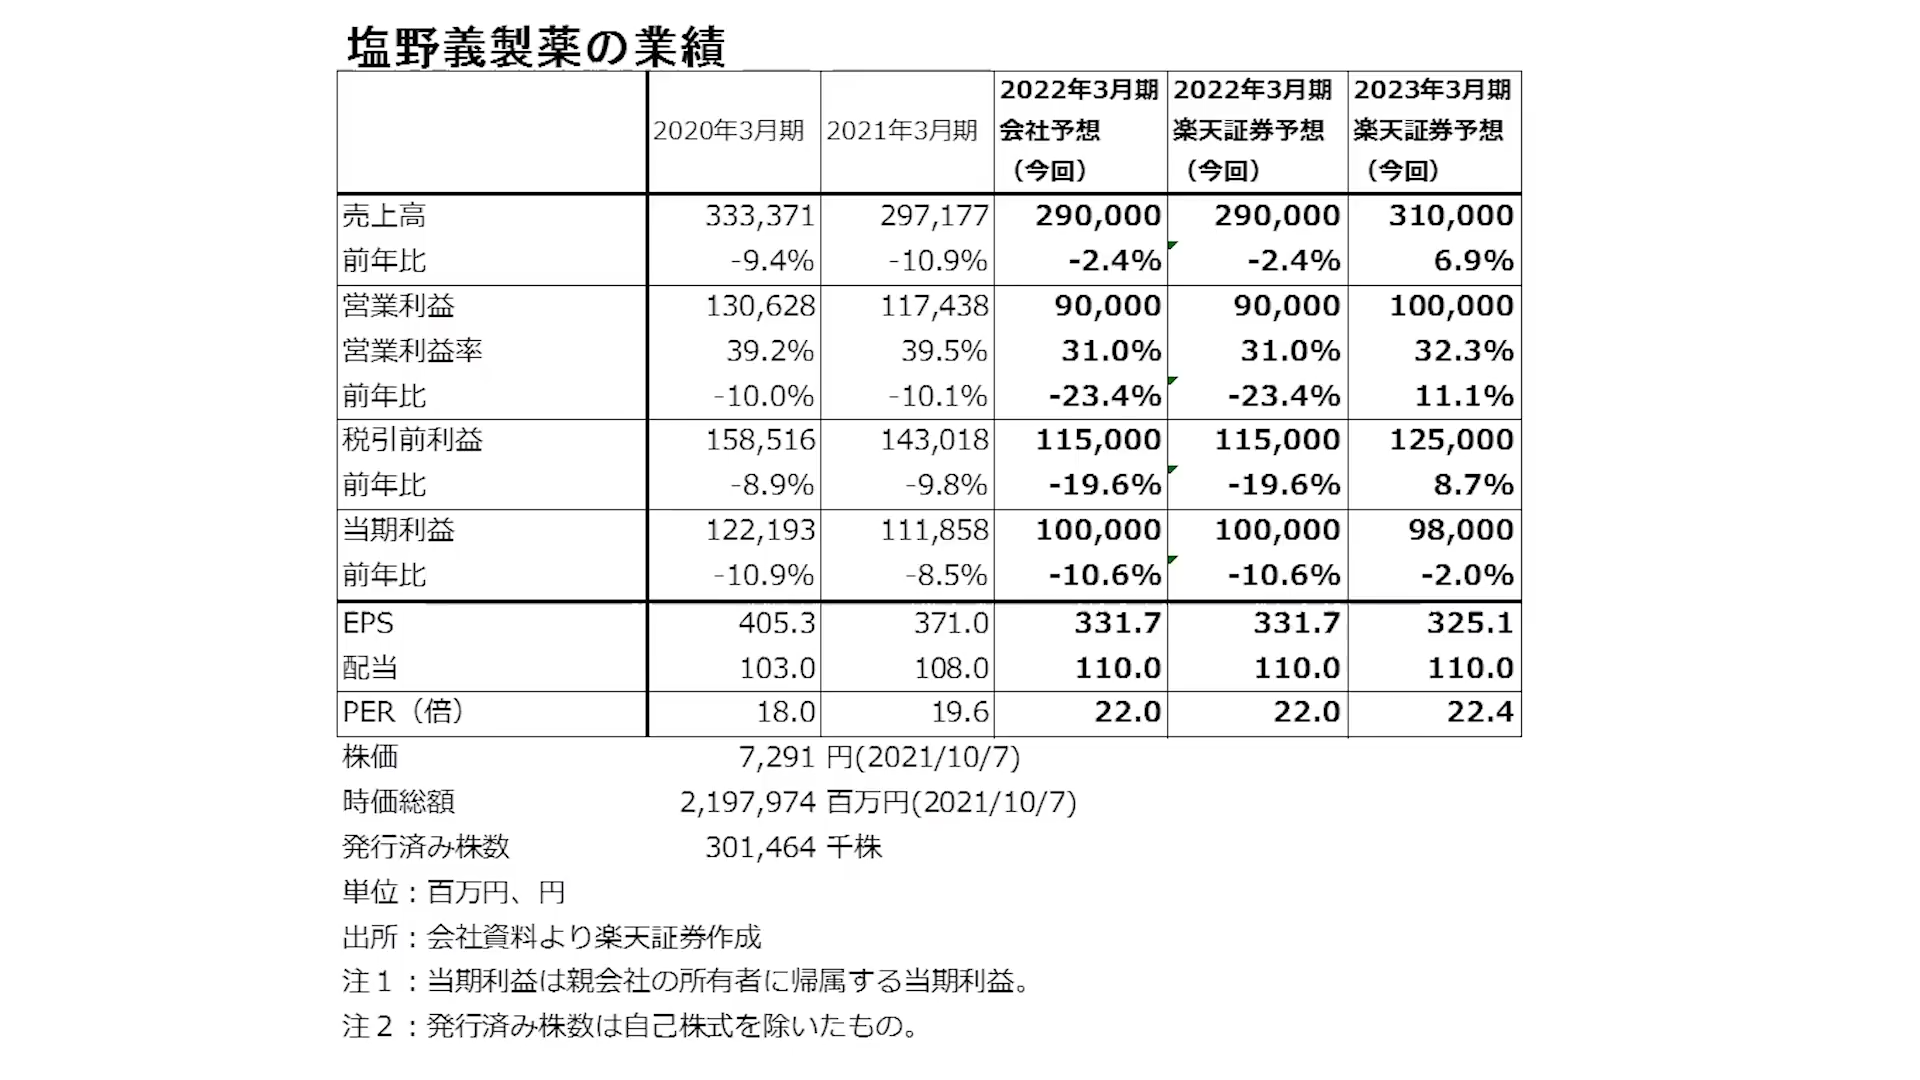 塩野義製薬の業績
2020年3月期 2021年3月期 2022年3月期 会社予想 （今回） 2022年3月期 楽天証券予想 （今回） 2023年3月期 楽天証券予想 （今回）
売上高 333,371 297,177 290,000 290,000 310,000
前年比 -9.4% -10.9% -2.4% -2.4% 6.9%
営業利益 130,628 117,438 90,000 90,000 100,000
営業利益率 39.2% 39.5% 31.0% 31.0% 32.3%
前年比 -10.0% -10.1% -23.4% -23.4% 11.1%
税引前利益 158,516 143,018 115,000 115,000 125,000
前年比 -8.9% -9.8% -19.6% -19.6% 8.7%
当期利益 122,193 111,858 100,000 100,000 98,000
前年比 -10.9% -8.5% -10.6% -10.6% -2.0%
EPS 405.3 371.0 331.7 331.7 325.1
配当 103.0 108.0 110.0 110.0 110.0
PER（倍） 18.0 19.6 22.0 22.0 22.4
株価 7,291 円(2021/10/7)
時価総額 2,197,974 百万円(2021/10/7)
発行済み株数 301,464 千株
単位：百万円、円
出所：会社資料より楽天証券作成
注１：当期利益は親会社の所有者に帰属する当期利益。
注２：発行済み株数は自己株式を除いたもの。